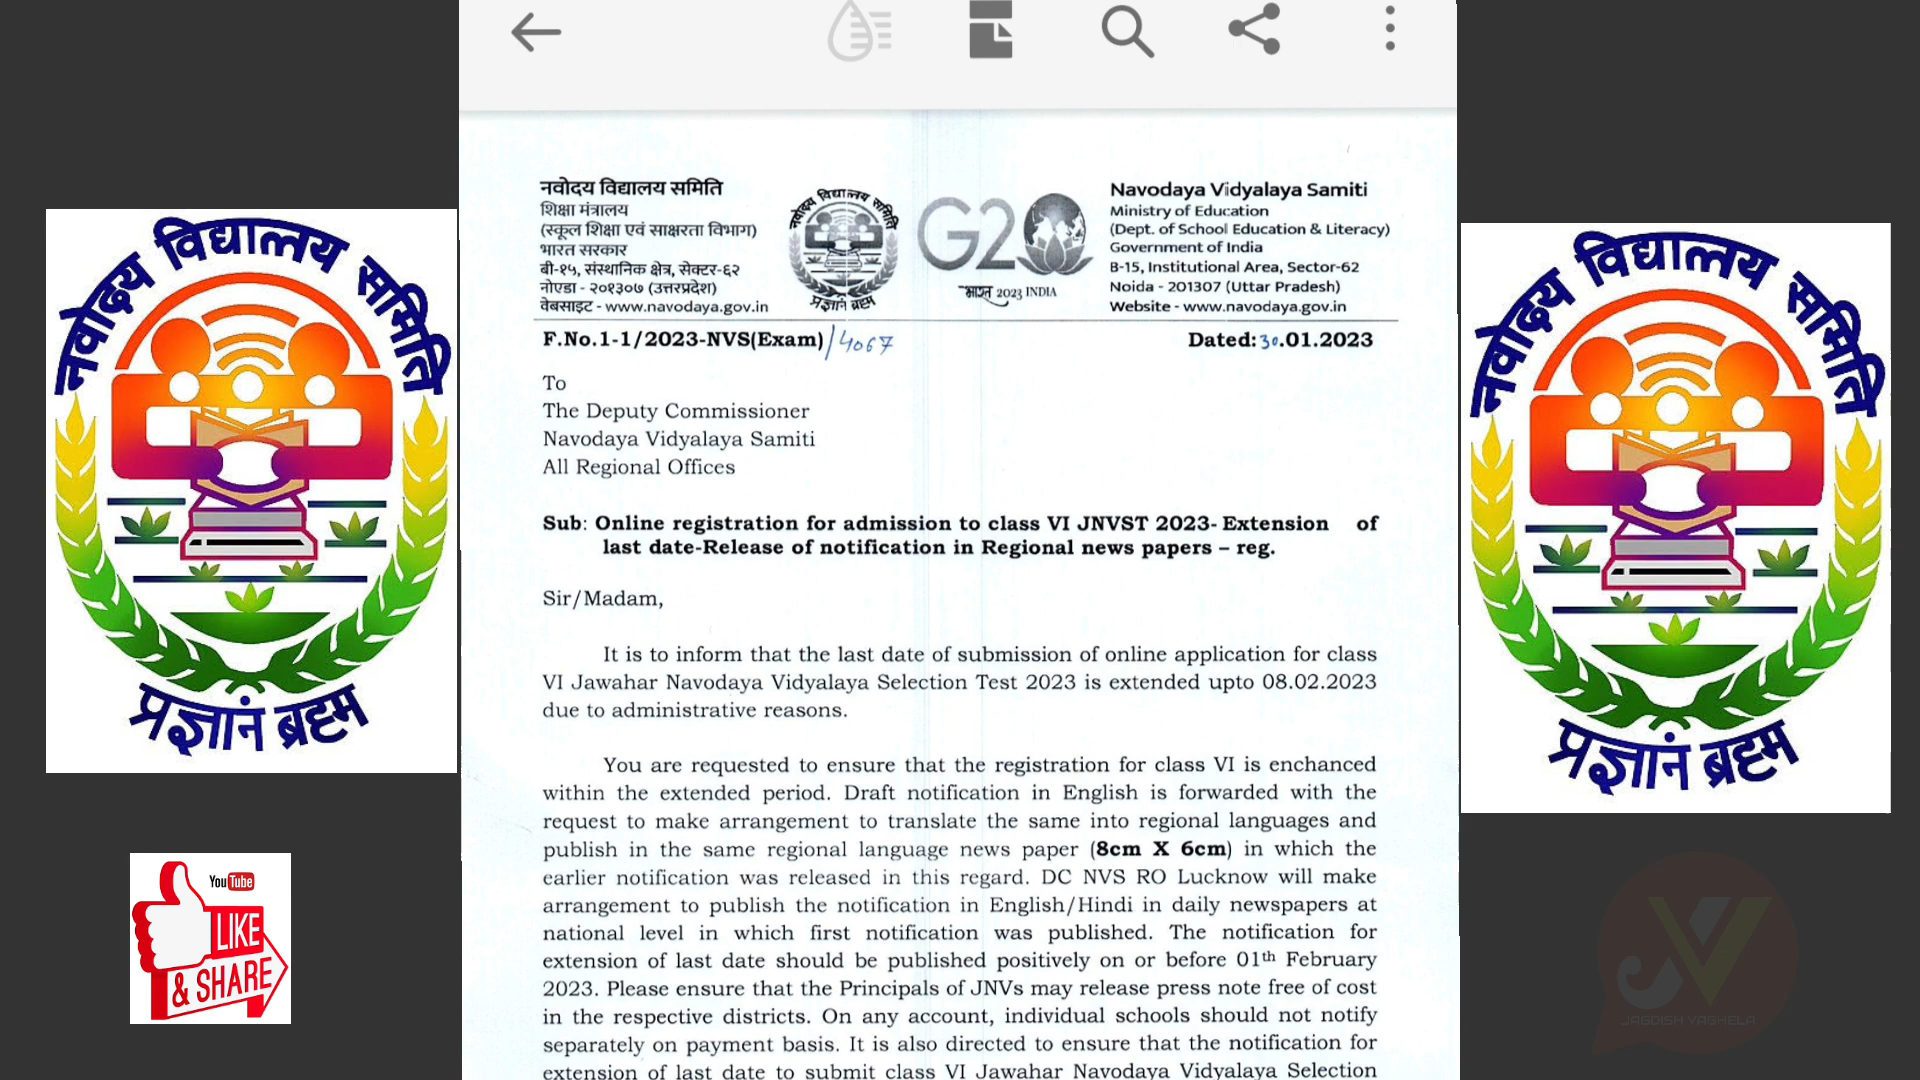 नवोदय विद्यालय समिति
प्रज्ञानं ब्रह्म
YouTube
LIKE
& SHARE
नवोदय विद्यालय समिति
शिक्षा मंत्रालय
(स्कूल शिक्षा एवं साक्षरता विभाग)
भारत सरकार
बी-१५, संस्थानिक क्षेत्र, सेक्टर-६२
नोएडा - २०१३०७ (उत्तरप्रदेश)
वेबसाइट - www.navodaya.gov.in
नवोदय विद्यालय समिति
प्रज्ञानं ब्रह्म
G20
भारत 2023 INDIA
Navodaya Vidyalaya Samiti
Ministry of Education
(Dept. of School Education & Literacy)
Government of India
B-15, Institutional Area, Sector-62
Noida - 201307 (Uttar Pradesh)
Website - www.navodaya.gov.in
F.No.1-1/2023-NVS(Exam)/4067 Dated:30.01.2023
To
The Deputy Commissioner
Navodaya Vidyalaya Samiti
All Regional Offices
Sub: Online registration for admission to class VI JNVST 2023- Extension of
last date-Release of notification in Regional news papers – reg.
Sir/Madam,
It is to inform that the last date of submission of online application for class
VI Jawahar Navodaya Vidyalaya Selection Test 2023 is extended upto 08.02.2023
due to administrative reasons.
You are requested to ensure that the registration for class VI is enchanced
within the extended period. Draft notification in English is forwarded with the
request to make arrangement to translate the same into regional languages and
publish in the same regional language news paper (8cm X 6cm) in which the
earlier notification was released in this regard. DC NVS RO Lucknow will make
arrangement to publish the notification in English/Hindi in daily newspapers at
national level in which first notification was published. The notification for
extension of last date should be published positively on or before 01th February
2023. Please ensure that the Principals of JNVs may release press note free of cost
in the respective districts. On any account, individual schools should not notify
separately on payment basis. It is also directed to ensure that the notification for
extension of last date to submit class VI Jawahar Navodaya Vidyalaya Selection
नवोदय विद्यालय समिति
प्रज्ञानं ब्रह्म
JV
JAGDISH VAGHELA